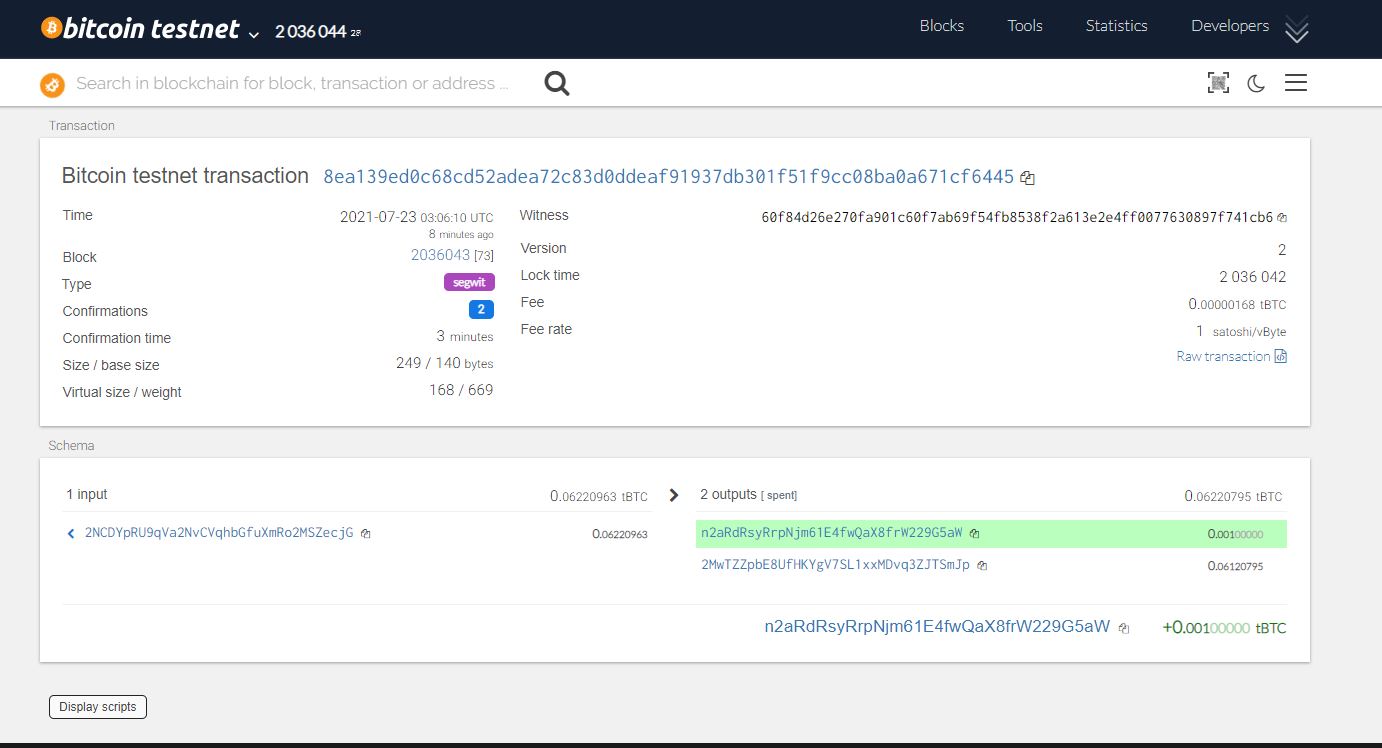 bitcoin testnet 2 036 044
Blocks Tools Statistics Developers
Search in blockchain for block, transaction or address ...
Transaction
Bitcoin testnet transaction 8ea139ed0c68cd52adea72c83d0ddeaf91937db301f51f9cc08ba0a671cf6445
Time 2021-07-23 03:06:10 UTC
8 minutes ago
Block 2036043 [73]
Type segwit
Confirmations 2
Confirmation time 3 minutes
Size / base size 249 / 140 bytes
Virtual size / weight 168 / 669
Witness 60f84d26e270fa901c60f7ab69f54fb8538f2a613e2e4ff0077630897f741cb6
Version 2
Lock time 2 036 042
Fee 0.00000168 tBTC
Fee rate 1 satoshi/vByte
Raw transaction
Schema
1 input 0.06220963 tBTC
2NCDYpRU9qVa2NvCVqhbGfuXmRo2MSZecjG 0.06220963
2 outputs [ spent] 0.06220795 tBTC
n2aRdRsyRrpNjm61E4fwQaX8frW229G5aW 0.00100000
2MwTZZpbE8UfHKYgV7SL1xxMDvq3ZJTSmJp 0.06120795
n2aRdRsyRrpNjm61E4fwQaX8frW229G5aW +0.00100000 tBTC
Display scripts